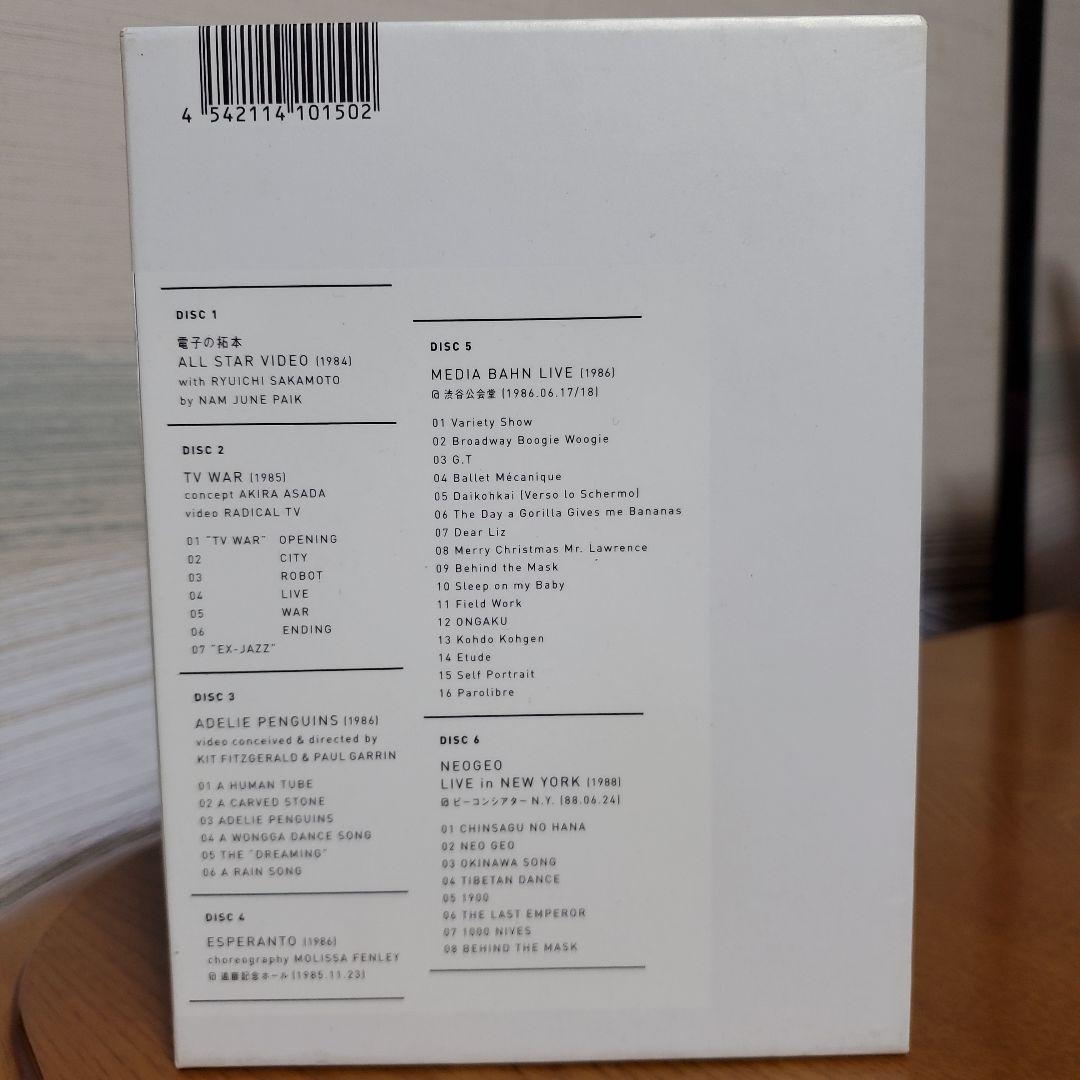 4 542114 101502
DISC 1
電子の拓本
ALL STAR VIDEO (1984)
with RYUICHI SAKAMOTO
by NAM JUNE PAIK
DISC 2
TV WAR (1985)
concept AKIRA ASADA
video RADICAL TV
01 "TV WAR" OPENING
02 CITY
03 ROBOT
04 LIVE
05 WAR
06 ENDING
07 "EX-JAZZ"
DISC 3
ADELIE PENGUINS (1986)
video conceived & directed by
KIT FITZGERALD & PAUL GARRIN
01 A HUMAN TUBE
02 A CARVED STONE
03 ADELIE PENGUINS
04 A WONGGA DANCE SONG
05 THE "DREAMING"
06 A RAIN SONG
DISC 4
ESPERANTO (1986)
choreography MOLISSA FENLEY
@ 遠藤記念ホール (1985.11.23)
DISC 5
MEDIA BAHN LIVE (1986)
@ 渋谷公会堂 (1986.06.17/18)
01 Variety Show
02 Broadway Boogie Woogie
03 G.T
04 Ballet Mécanique
05 Daikohkai (Verso lo Schermo)
06 The Day a Gorilla Gives me Bananas
07 Dear Liz
08 Merry Christmas Mr. Lawrence
09 Behind the Mask
10 Sleep on my Baby
11 Field Work
12 ONGAKU
13 Kohdo Kohgen
14 Etude
15 Self Portrait
16 Parolibre
DISC 6
NEOGEO
LIVE in NEW YORK (1988)
@ ビーコンシアター N.Y. (88.06.24)
01 CHINSAGU NO HANA
02 NEO GEO
03 OKINAWA SONG
04 TIBETAN DANCE
05 1900
06 THE LAST EMPEROR
07 1000 NIVES
08 BEHIND THE MASK